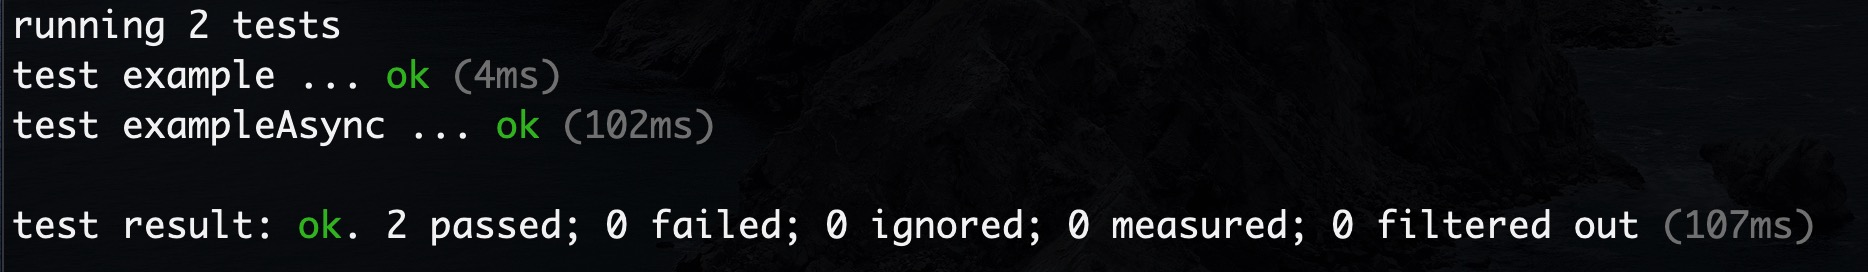 running 2 tests
test example ... ok (4ms)
test exampleAsync ... ok (102ms)
test result: ok. 2 passed; 0 failed; 0 ignored; 0 measured; 0 filtered out (107ms)